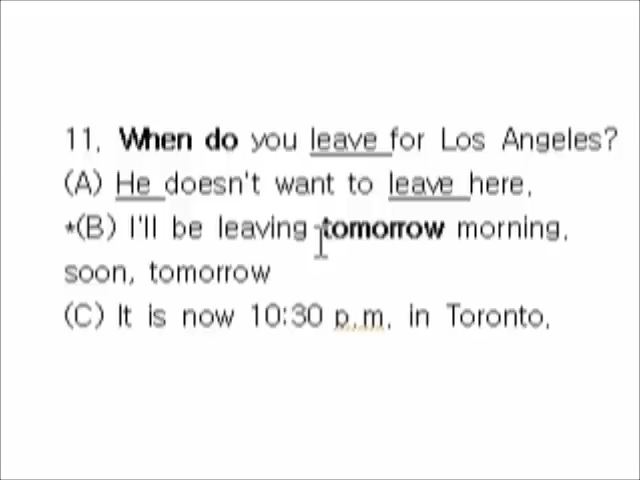 11. When do you leave for Los Angeles?
(A) He doesn't want to leave here.
*(B) I'll be leaving tomorrow morning.
soon, tomorrow
(C) It is now 10:30 p.m. in Toronto.